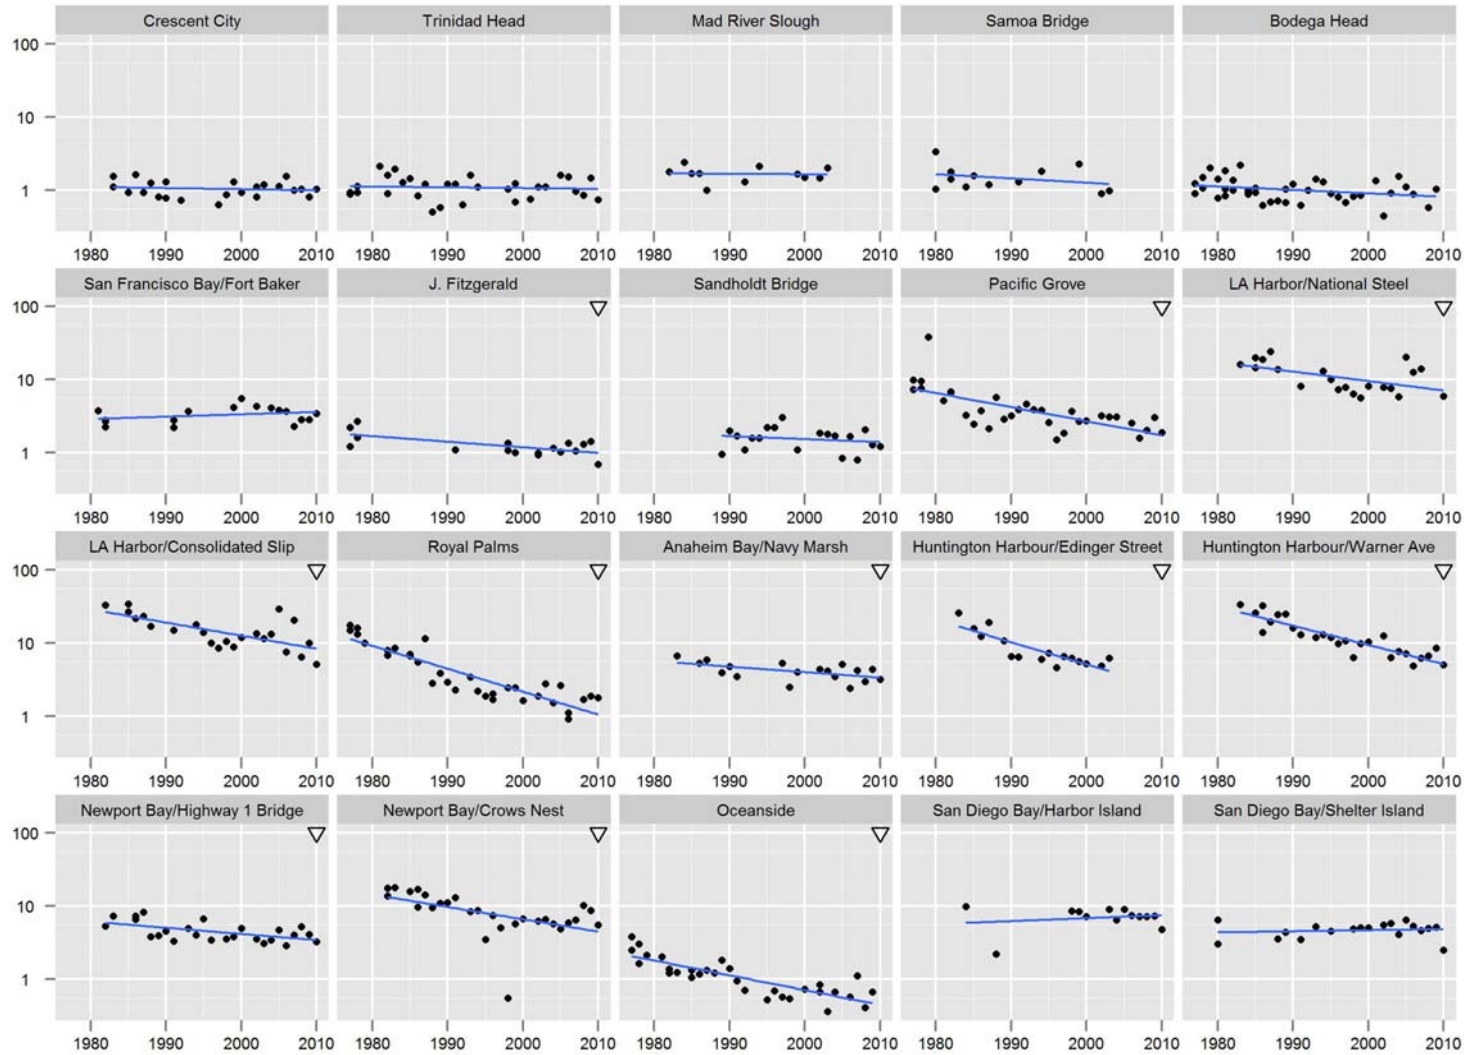 Crescent City Trinidad Head Mad River Slough Samoa Bridge Bodega Head
100
10
1
1980 1990 2000 2010 1980 1990 2000 2010 1980 1990 2000 2010 1980 1990 2000 2010 1980 1990 2000 2010
San Francisco Bay/Fort Baker J. Fitzgerald Sandholdt Bridge Pacific Grove LA Harbor/National Steel
100
10
1
1980 1990 2000 2010 1980 1990 2000 2010 1980 1990 2000 2010 1980 1990 2000 2010 1980 1990 2000 2010
LA Harbor/Consolidated Slip Royal Palms Anaheim Bay/Navy Marsh Huntington Harbour/Edinger Street Huntington Harbour/Warner Ave
100
10
1
1980 1990 2000 2010 1980 1990 2000 2010 1980 1990 2000 2010 1980 1990 2000 2010 1980 1990 2000 2010
Newport Bay/Highway 1 Bridge Newport Bay/Crows Nest Oceanside San Diego Bay/Harbor Island San Diego Bay/Shelter Island
100
10
1
1980 1990 2000 2010 1980 1990 2000 2010 1980 1990 2000 2010 1980 1990 2000 2010 1980 1990 2000 2010